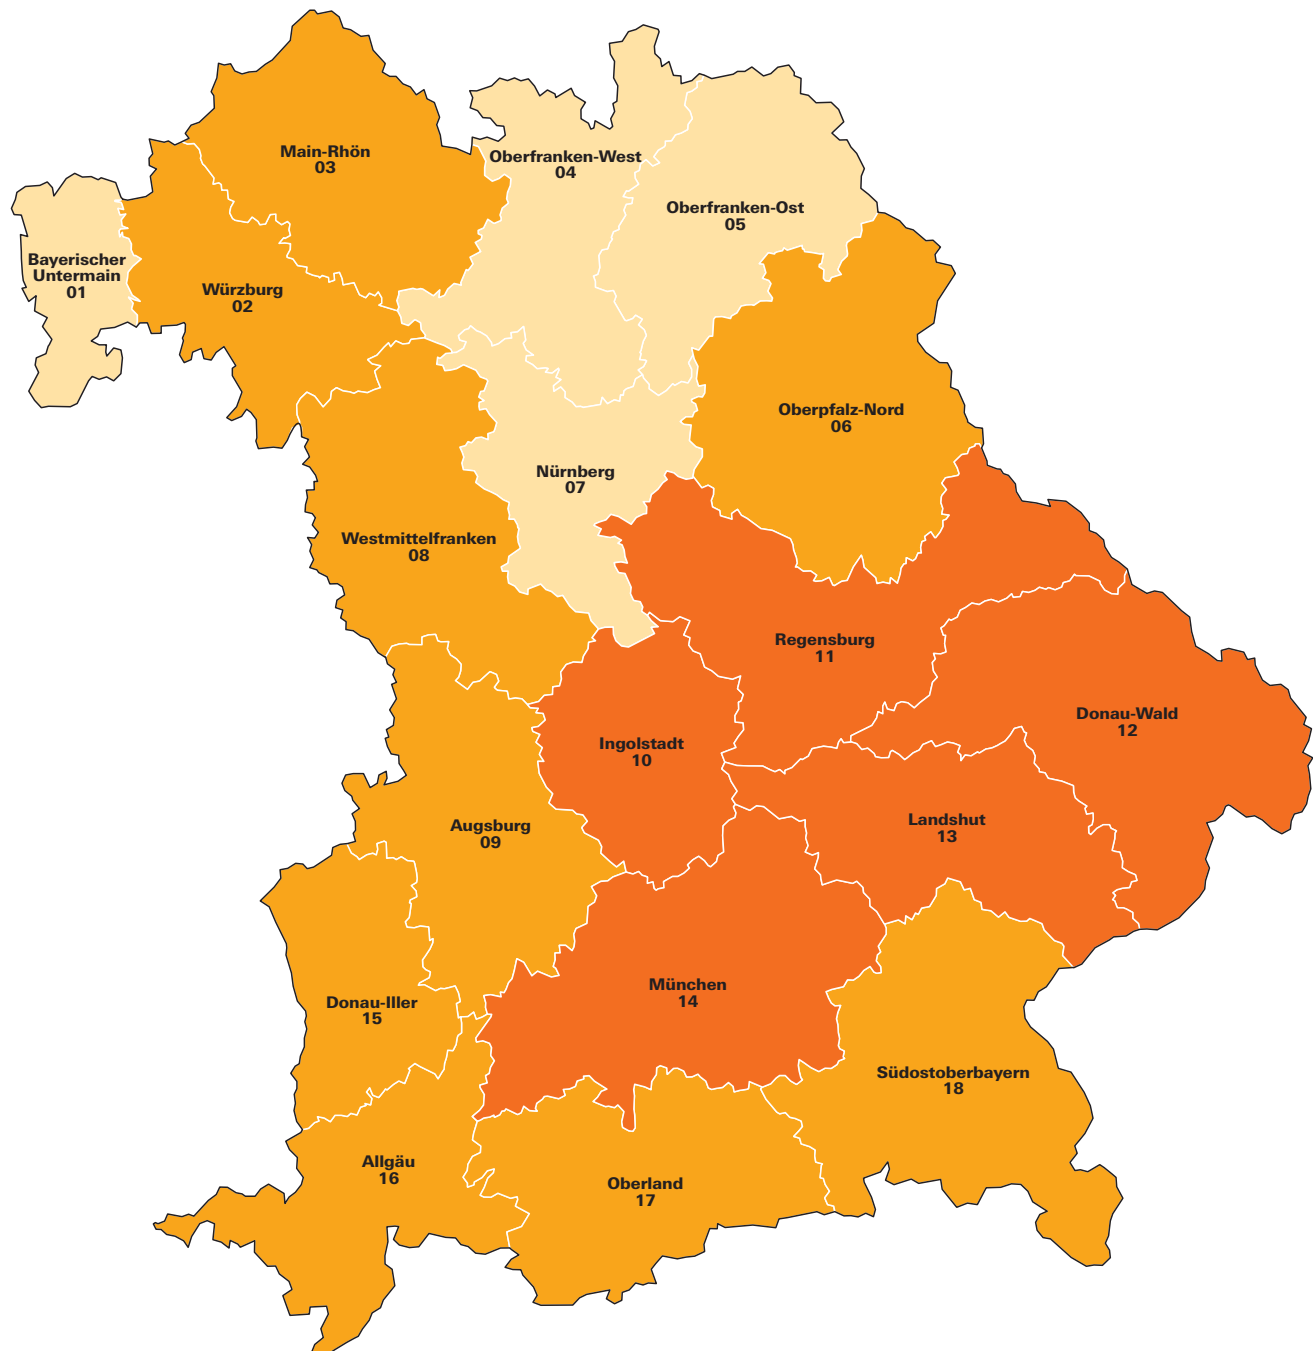 Main-Rhön
03
Oberfranken-West
04
Oberfranken-Ost
05
Bayerischer
Untermain
01
Würzburg
02
Oberpfalz-Nord
06
Nürnberg
07
Westmittelfranken
08
Regensburg
11
Donau-Wald
12
Ingolstadt
10
Augsburg
09
Landshut
13
München
14
Donau-Iller
15
Südostoberbayern
18
Allgäu
16
Oberland
17